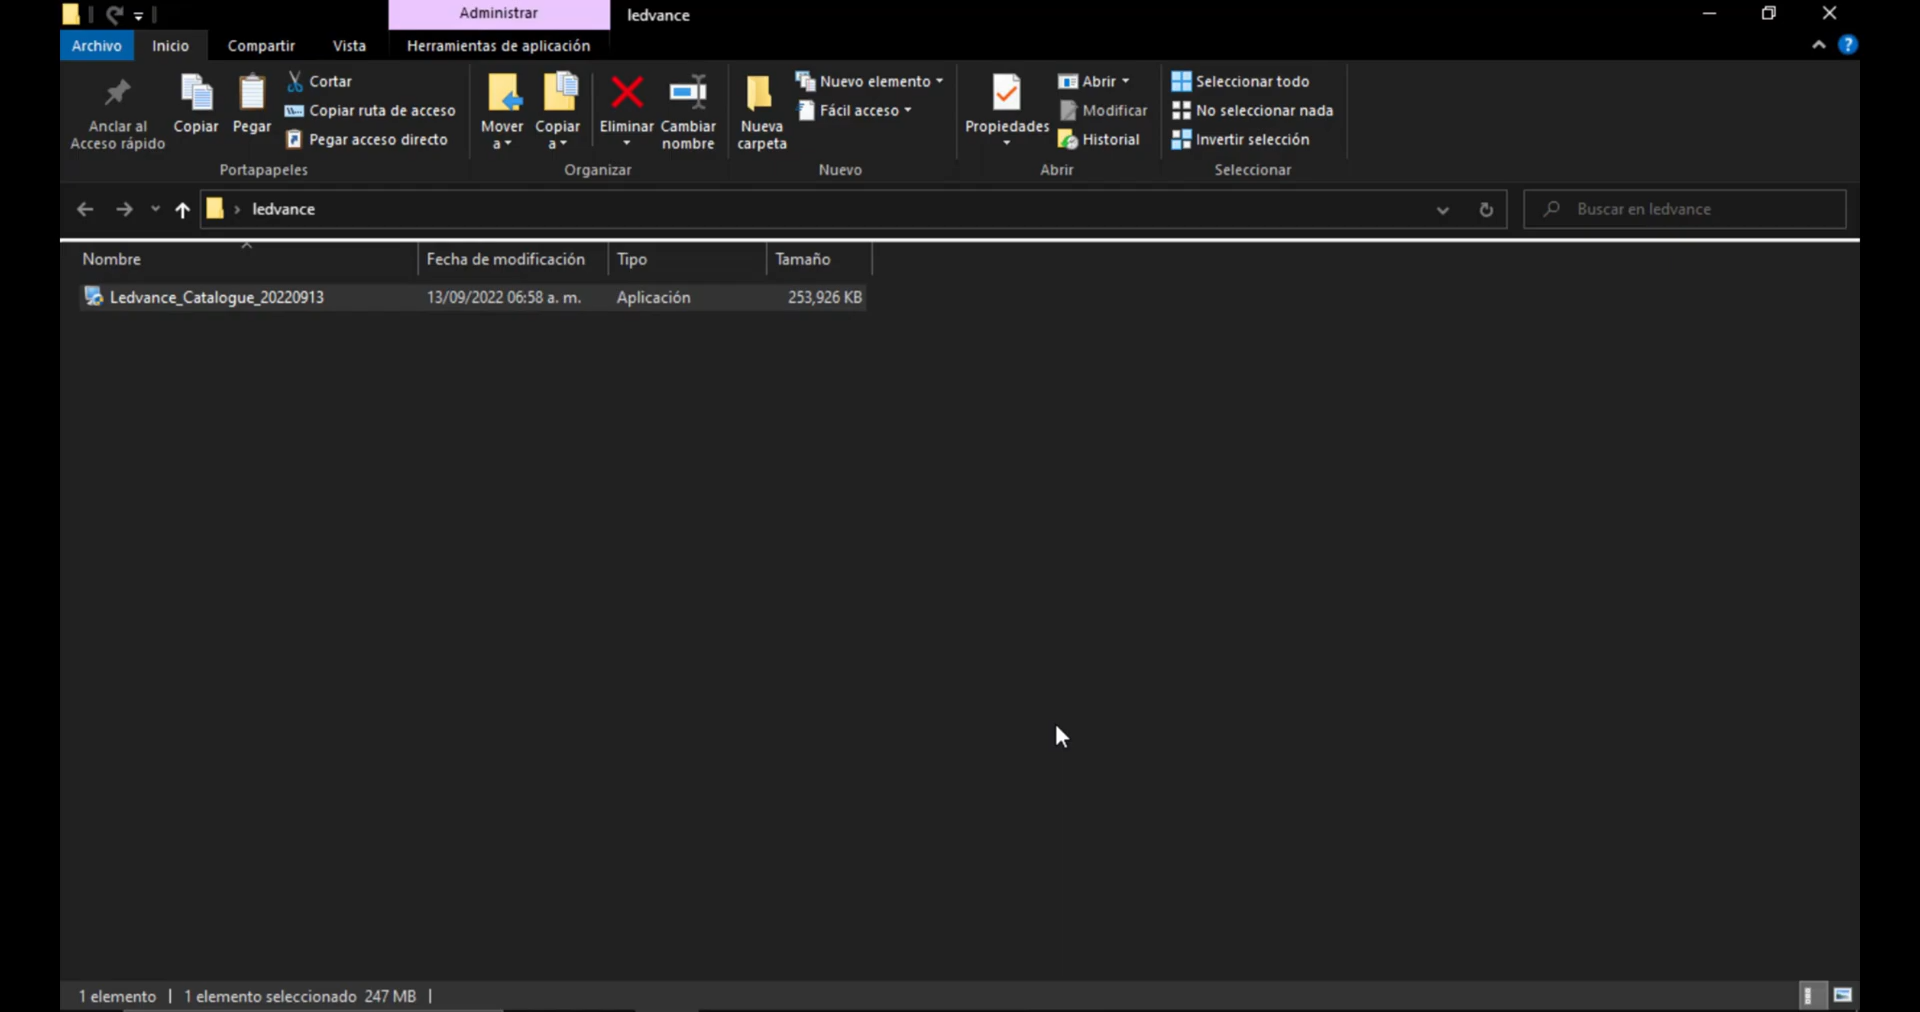 Administrar
ledvance
Archivo
Inicio
Compartir
Vista
Herramientas de aplicación
?
Anclar al
Acceso rápido
Copiar
Pegar
Cortar
Copiar ruta de acceso
Pegar acceso directo
Portapapeles
Mover
a
Copiar
a
Eliminar
Cambiar
nombre
Organizar
Nueva
carpeta
Nuevo elemento
Fácil acceso
Nuevo
Propiedades
Abrir
Modificar
Historial
Abrir
Seleccionar todo
No seleccionar nada
Invertir selección
Seleccionar
ledvance
Buscar en ledvance
Nombre
Fecha de modificación
Tipo
Tamaño
Ledvance_Catalogue_20220913
13/09/2022 06:58 a. m.
Aplicación
253,926 KB
1 elemento
1 elemento seleccionado 247 MB